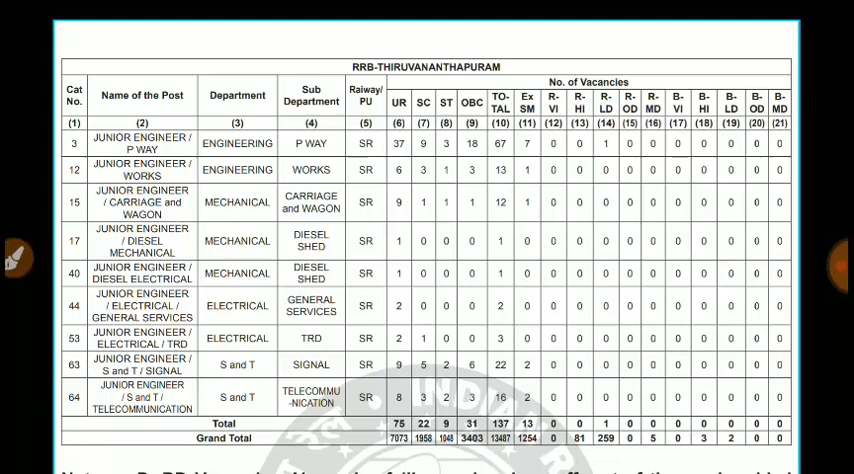 RRB-THIRUVANANTHAPURAM
Cat No. Name of the Post Department Sub Department Raiway/ PU No. of Vacancies
UR SC ST OBC TO-TAL Ex SM R-VI R-HI R-LD R-OD R-MD B-VI B-HI B-LD B-OD B-MD
(1) (2) (3) (4) (5) (6) (7) (8) (9) (10) (11) (12) (13) (14) (15) (16) (17) (18) (19) (20) (21)
3 JUNIOR ENGINEER / P WAY ENGINEERING P WAY SR 37 9 3 18 67 7 0 0 1 0 0 0 0 0 0 0
12 JUNIOR ENGINEER / WORKS ENGINEERING WORKS SR 6 3 1 3 13 1 0 0 0 0 0 0 0 0 0 0
15 JUNIOR ENGINEER / CARRIAGE and WAGON MECHANICAL CARRIAGE and WAGON SR 9 1 1 1 12 1 0 0 0 0 0 0 0 0 0 0
17 JUNIOR ENGINEER / DIESEL MECHANICAL MECHANICAL DIESEL SHED SR 1 0 0 0 1 0 0 0 0 0 0 0 0 0 0 0
40 JUNIOR ENGINEER / DIESEL ELECTRICAL MECHANICAL DIESEL SHED SR 1 0 0 0 1 0 0 0 0 0 0 0 0 0 0 0
44 JUNIOR ENGINEER / ELECTRICAL / GENERAL SERVICES ELECTRICAL GENERAL SERVICES SR 2 0 0 0 2 0 0 0 0 0 0 0 0 0 0 0
53 JUNIOR ENGINEER / ELECTRICAL / TRD ELECTRICAL TRD SR 2 1 0 0 3 0 0 0 0 0 0 0 0 0 0 0
63 JUNIOR ENGINEER / S and T / SIGNAL S and T SIGNAL SR 9 5 2 6 22 2 0 0 0 0 0 0 0 0 0 0
64 JUNIOR ENGINEER / S and T / TELECOMMUNICATION S and T TELECOMMU -NICATION SR 8 3 2 3 16 2 0 0 0 0 0 0 0 0 0 0
Total 75 22 9 31 137 13 0 0 1 0 0 0 0 0 0 0
Grand Total 7073 1958 1048 3403 13487 1254 0 81 259 0 5 0 3 2 0 0